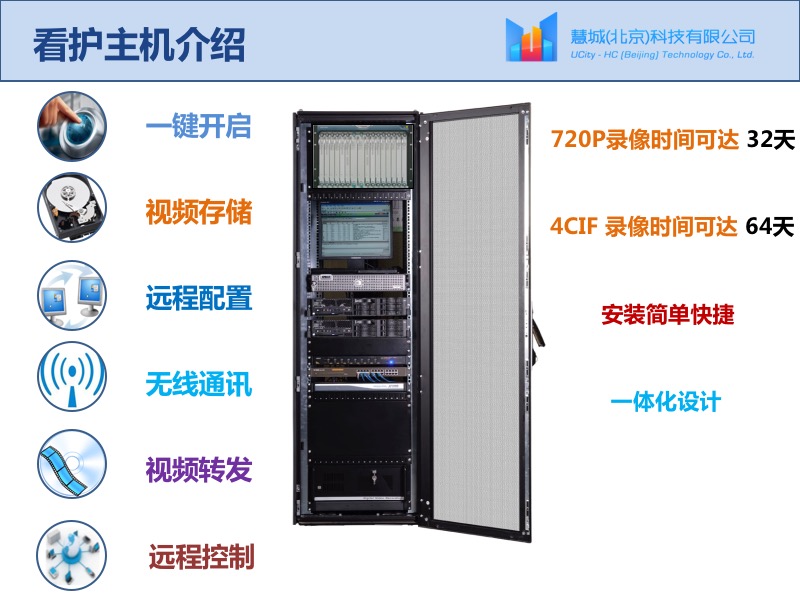 看护主机介绍
慧城(北京)科技有限公司
UCity - HC (Beijing) Technology Co., Ltd.
一键开启
视频存储
远程配置
无线通讯
视频转发
远程控制
720P录像时间可达 32天
4CIF 录像时间可达 64天
安装简单快捷
一体化设计